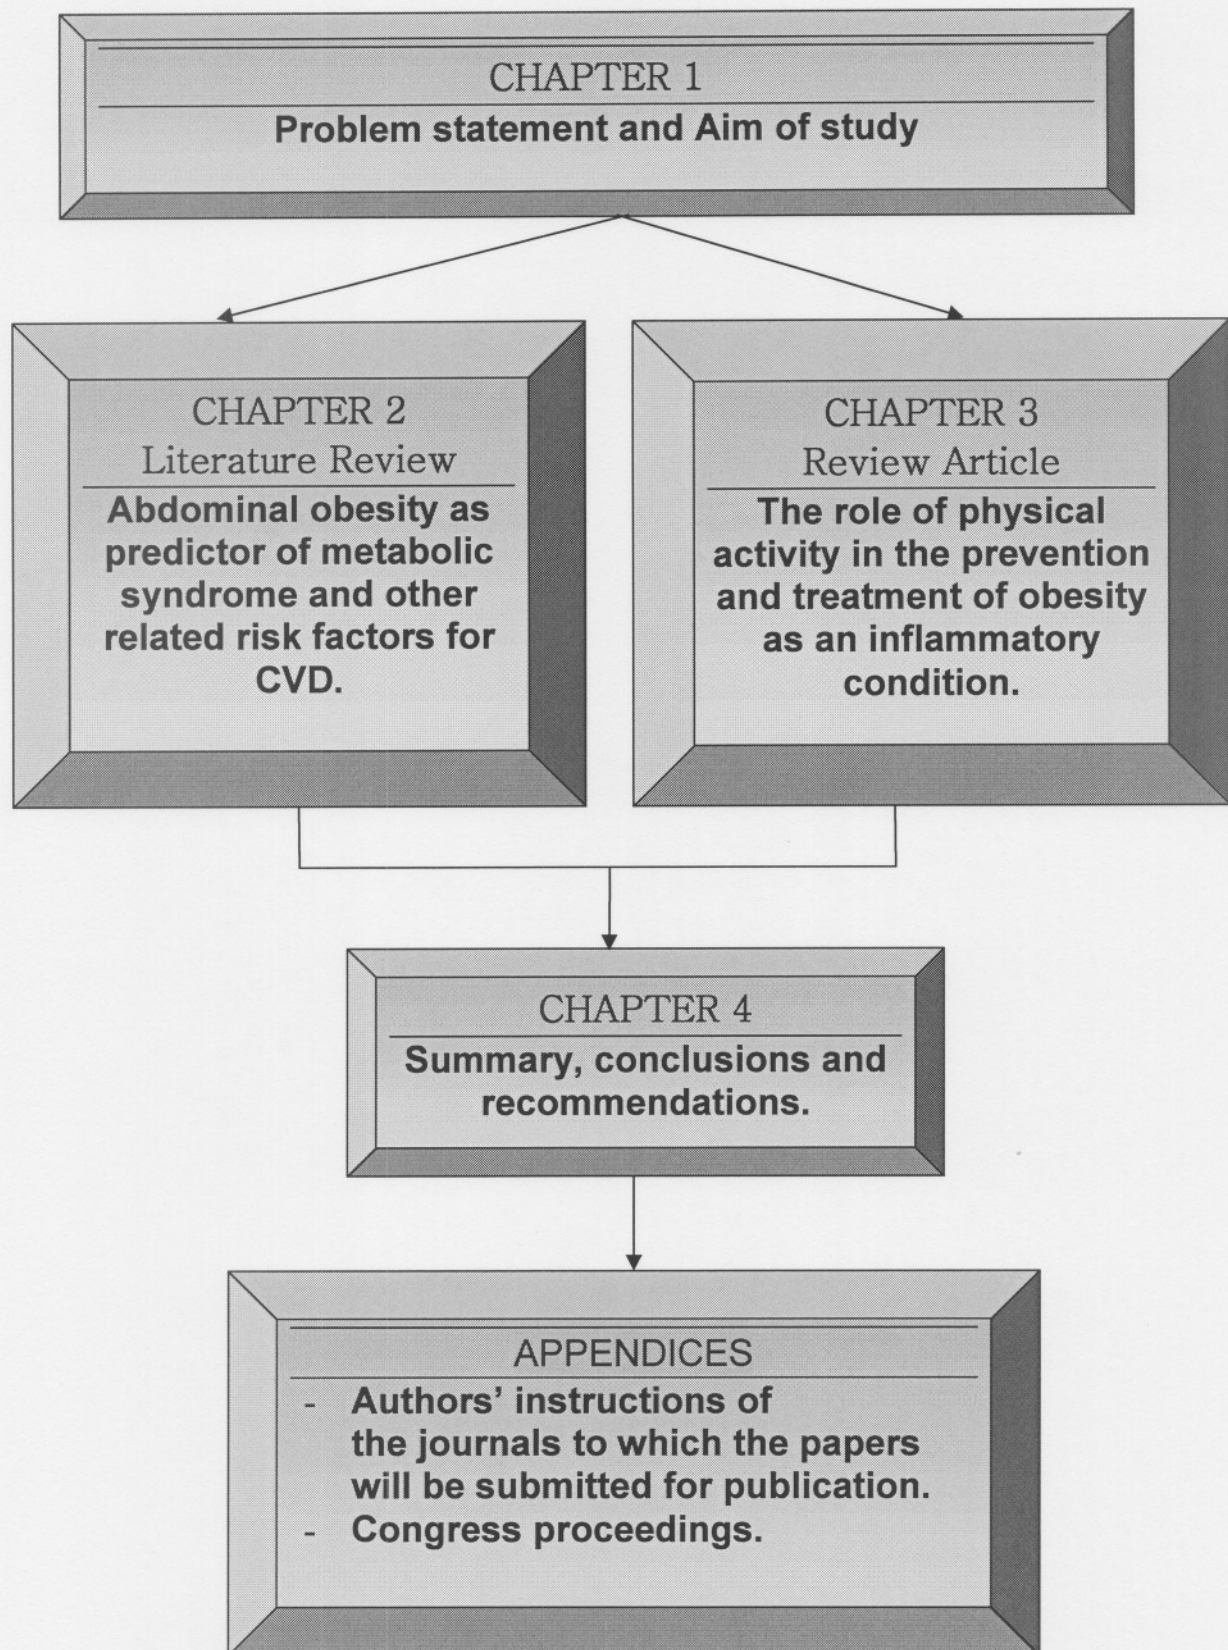 CHAPTER 1
Problem statement and Aim of study
CHAPTER 2
Literature Review
Abdominal obesity as
predictor of metabolic
syndrome and other
related risk factors for
CVD.
CHAPTER 3
Review Article
The role of physical
activity in the prevention
and treatment of obesity
as an inflammatory
condition.
CHAPTER 4
Summary, conclusions and
recommendations.
APPENDICES
- Authors’ instructions of
the journals to which the papers
will be submitted for publication.
- Congress proceedings.